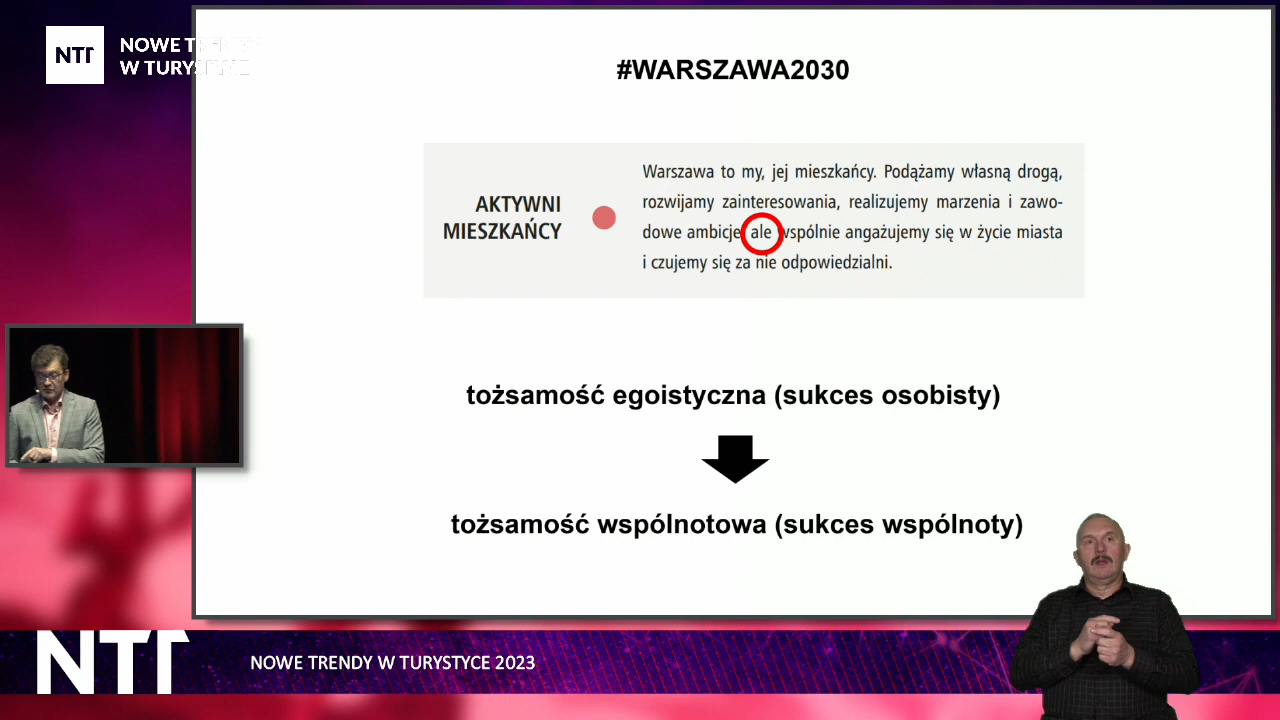 NTT
NOWE TRENDY
W TURYSTYCE
#WARSZAWA2030
AKTYWNI
MIESZKAŃCY
Warszawa to my, jej mieszkańcy. Podążamy własną drogą,
rozwijamy zainteresowania, realizujemy marzenia i zawo-
dowe ambicje, ale wspólnie angażujemy się w życie miasta
i czujemy się za nie odpowiedzialni.
tożsamość egoistyczna (sukces osobisty)
tożsamość wspólnotowa (sukces wspólnoty)
NTT
NOWE TRENDY W TURYSTYCE 2023